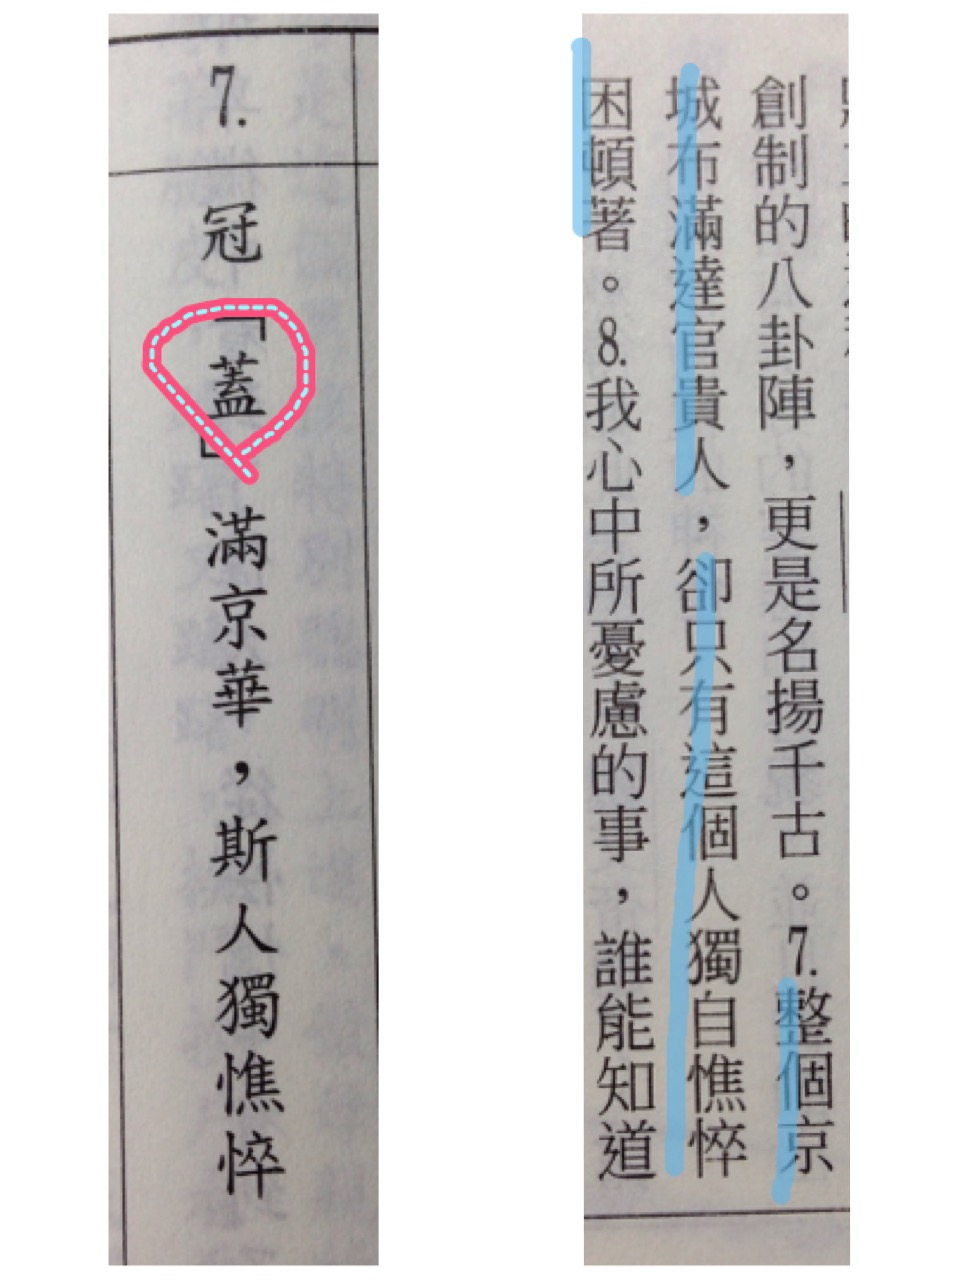 7.
冠「蓋」滿京華，斯人獨憔悴
創制的八卦陣，更是名揚千古。7.整個京
城布滿達官貴人，卻只有這個人獨自憔悴
困頓著。8.我心中所憂慮的事，誰能知道